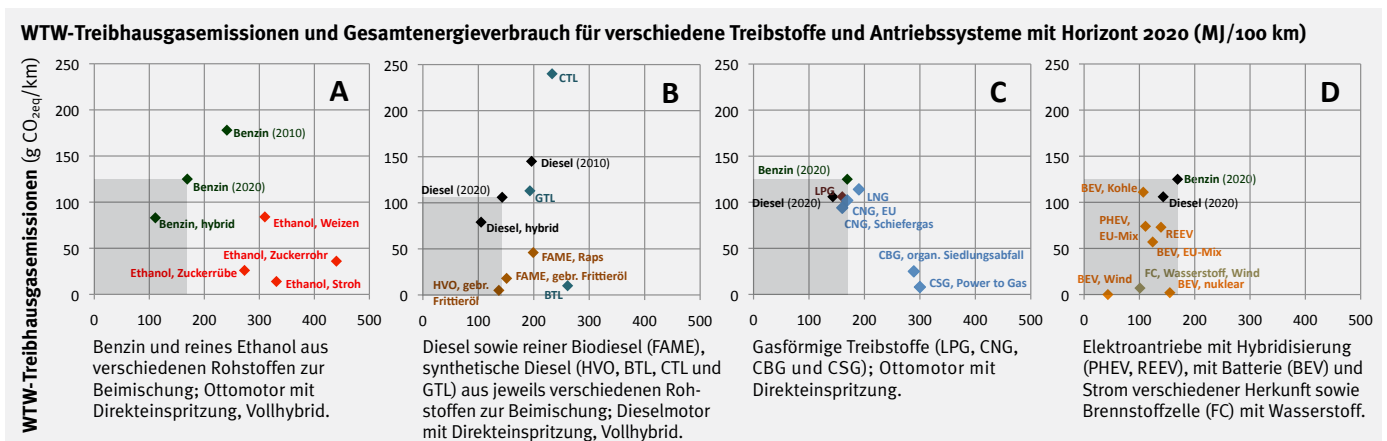 WTW-Treibhausgasemissionen und Gesamtenergieverbrauch für verschiedene Treibstoffe und Antriebssysteme mit Horizont 2020 (MJ/100 km)
WTW-Treibhausgasemissionen (g CO2eq/km)
250
200
150
100
50
0
0 100 200 300 400 500
A
Benzin (2010)
Benzin (2020)
Benzin, hybrid
Ethanol, Weizen
Ethanol, Zuckerrohr
Ethanol, Zuckerrübe
Ethanol, Stroh
Benzin und reines Ethanol aus
verschiedenen Rohstoffen zur
Beimischung; Ottomotor mit
Direkteinspritzung, Vollhybrid.
250
200
150
100
50
0
0 100 200 300 400 500
B
CTL
Diesel (2010)
Diesel (2020)
GTL
Diesel, hybrid
FAME, Raps
FAME, gebr. Frittieröl
HVO, gebr.
Frittieröl
BTL
Diesel sowie reiner Biodiesel (FAME),
synthetische Diesel (HVO, BTL, CTL und
GTL) aus jeweils verschiedenen Roh-
stoffen zur Beimischung; Dieselmotor
mit Direkteinspritzung, Vollhybrid.
250
200
150
100
50
0
0 100 200 300 400 500
C
Benzin (2020)
LPG
LNG
Diesel (2020)
CNG, EU
CNG, Schiefergas
CBG, organ. Siedlungsabfall
CSG, Power to Gas
Gasförmige Treibstoffe (LPG, CNG,
CBG und CSG); Ottomotor mit
Direkteinspritzung.
250
200
150
100
50
0
0 100 200 300 400 500
D
Benzin (2020)
BEV, Kohle
Diesel (2020)
PHEV,
EU-Mix
REEV
BEV, EU-Mix
FC, Wasserstoff, Wind
BEV, Wind
BEV, nuklear
Elektroantriebe mit Hybridisierung
(PHEV, REEV), mit Batterie (BEV) und
Strom verschiedener Herkunft sowie
Brennstoffzelle (FC) mit Wasserstoff.